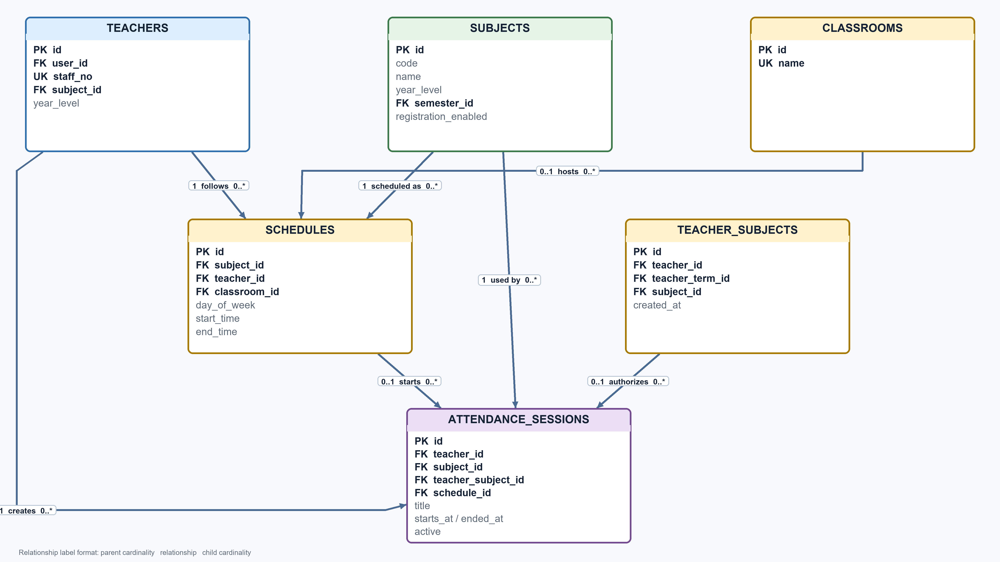 TEACHERS
PK id
FK user_id
UK staff_no
FK subject_id
year_level
SUBJECTS
PK id
code
name
year_level
FK semester_id
registration_enabled
CLASSROOMS
PK id
UK name
0..1 hosts 0..*
1 follows 0..*
1 scheduled as 0..*
SCHEDULES
PK id
FK subject_id
FK teacher_id
FK classroom_id
day_of_week
start_time
end_time
1 used by 0..*
TEACHER_SUBJECTS
PK id
FK teacher_id
FK teacher_term_id
FK subject_id
created_at
0..1 starts 0..*
0..1 authorizes 0..*
ATTENDANCE_SESSIONS
PK id
FK teacher_id
FK subject_id
FK teacher_subject_id
FK schedule_id
title
starts_at / ended_at
active
1 creates 0..*
Relationship label format: parent cardinality relationship child cardinality